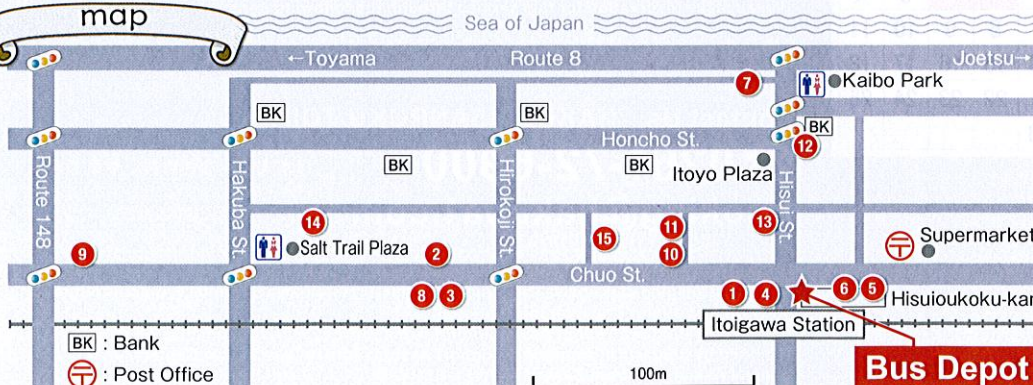 map
Sea of Japan
←Toyama
Route 8
Joetsu→
7
Kaibo Park
BK
BK
BK
Honcho St.
12
BK
BK
Itoyo Plaza
Route 148
Hakuba St.
Hirokoji St.
Hisui St.
14
13
11
15
9
Salt Trail Plaza
2
10
〒
Supermarket
Chuo St.
8
3
1
4
6
5
Hisuioukoku-kan
Itoigawa Station
BK : Bank
〒 : Post Office
100m
Bus Depot